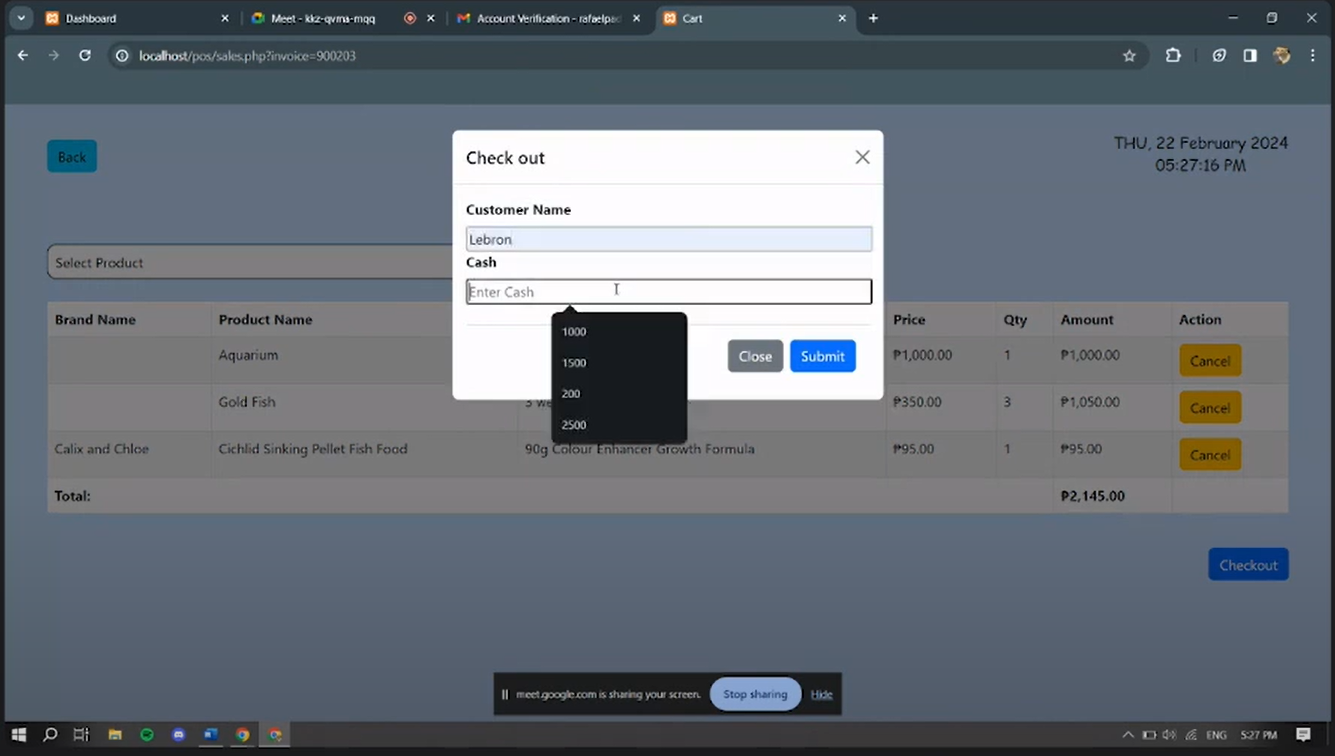 Dashboard
Meet - kkz-qvma-mqq
Account Verification - rafaelpad
Cart
localhost/pos/sales.php?invoice=900203
Back
THU, 22 February 2024
05:27:16 PM
Check out
Customer Name
Lebron
Cash
Enter Cash
1000
1500
200
2500
Close
Submit
Select Product
Brand Name Product Name Price Qty Amount Action
Aquarium ₱1,000.00 1 ₱1,000.00 Cancel
Gold Fish 3 we ₱350.00 3 ₱1,050.00 Cancel
Calix and Chloe Cichlid Sinking Pellet Fish Food 90g Colour Enhancer Growth Formula ₱95.00 1 ₱95.00 Cancel
Total: ₱2,145.00
Checkout
meet.google.com is sharing your screen. Stop sharing Hide
ENG 5:27 PM